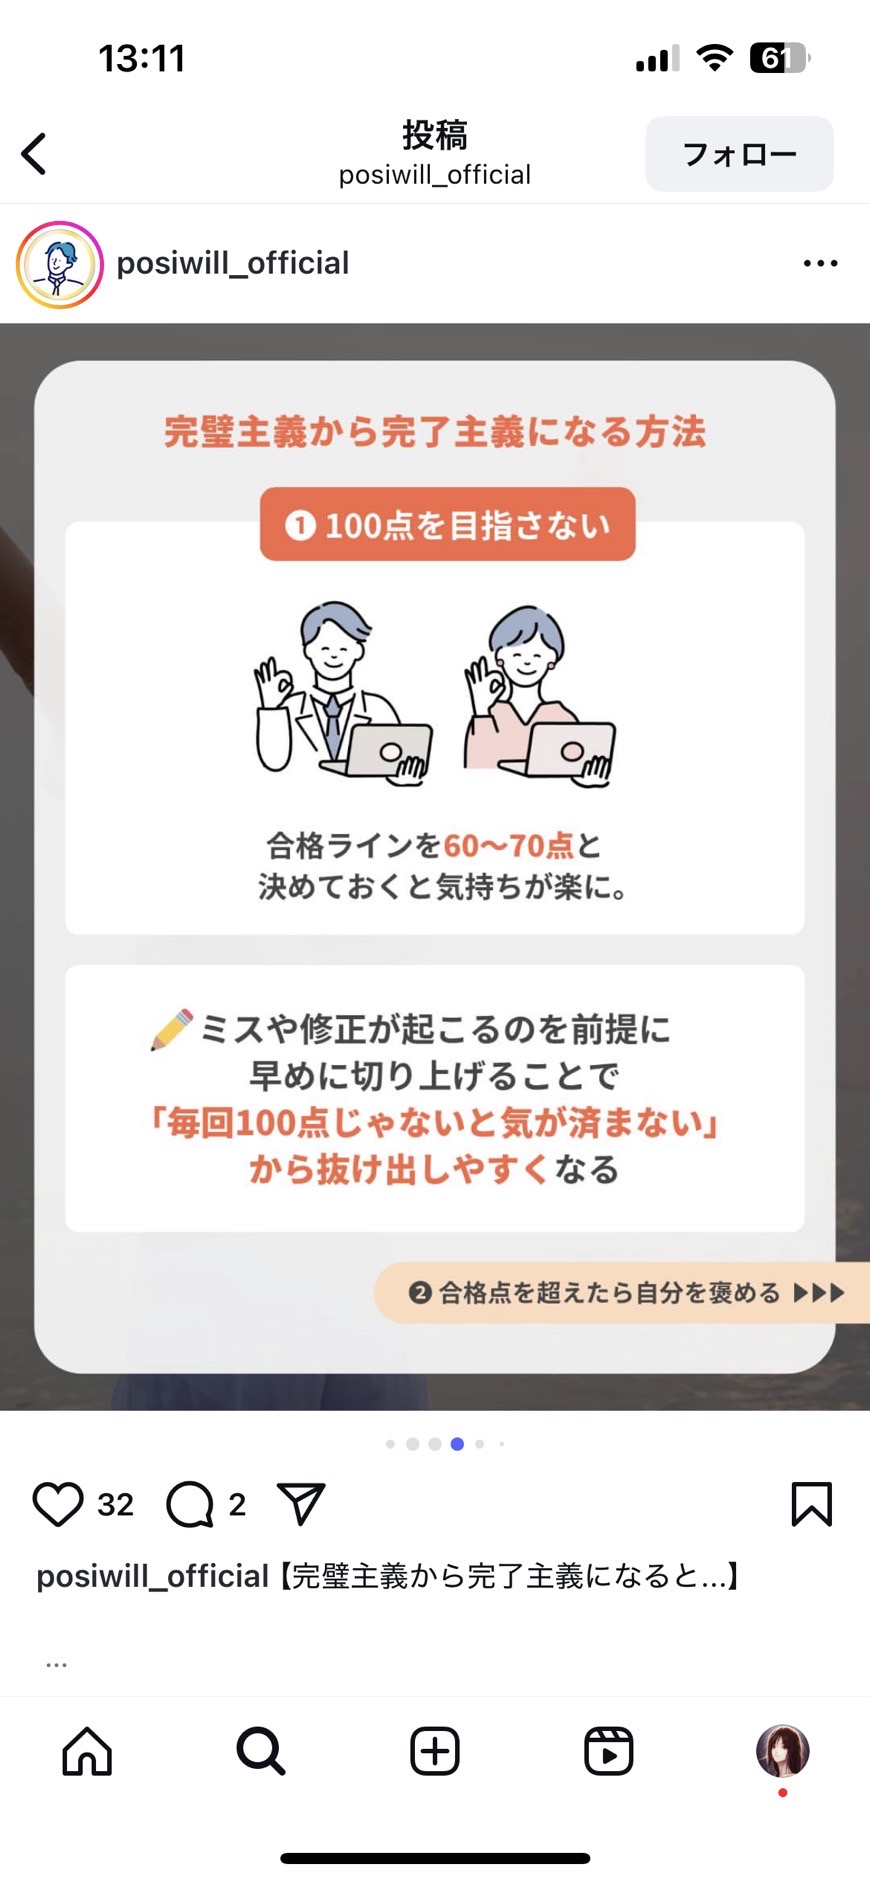 13:11
61
投稿
posiwill_official
フォロー
posiwill_official
完璧主義から完了主義になる方法
❶ 100点を目指さない
合格ラインを60〜70点と
決めておくと気持ちが楽に。
ミスや修正が起こるのを前提に
早めに切り上げることで
「毎回100点じゃないと気が済まない」
から抜け出しやすくなる
❷ 合格点を超えたら自分を褒める ▶▶▶
32
2
posiwill_official【完璧主義から完了主義になると...】
...